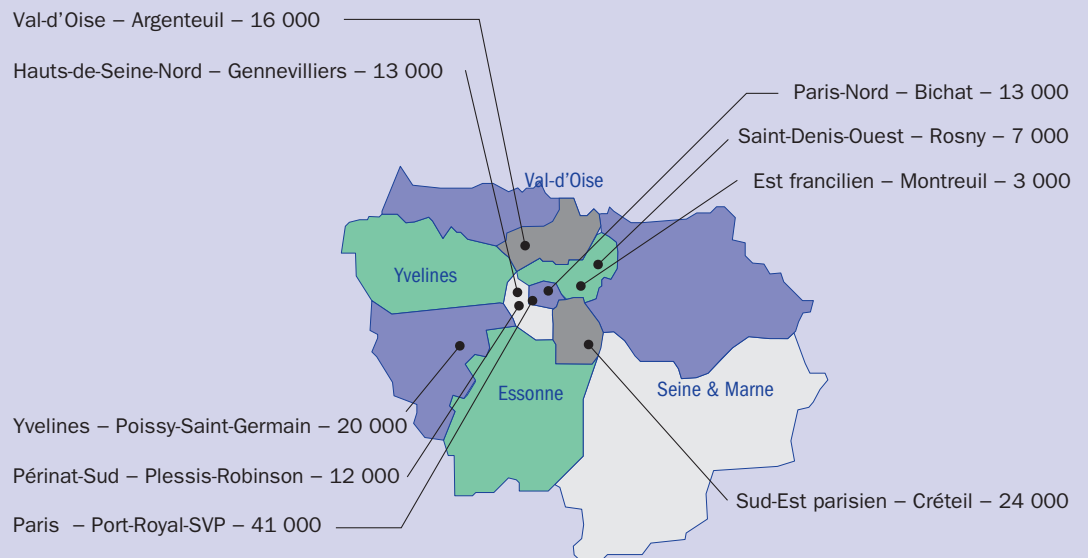 Val-d'Oise – Argenteuil – 16 000
Hauts-de-Seine-Nord – Gennevilliers – 13 000
Paris-Nord – Bichat – 13 000
Saint-Denis-Ouest – Rosny – 7 000
Est francilien – Montreuil – 3 000
Val-d'Oise
Yvelines
Essonne
Seine & Marne
Yvelines – Poissy-Saint-Germain – 20 000
Périnat-Sud – Plessis-Robinson – 12 000
Paris – Port-Royal-SVP – 41 000
Sud-Est parisien – Créteil – 24 000